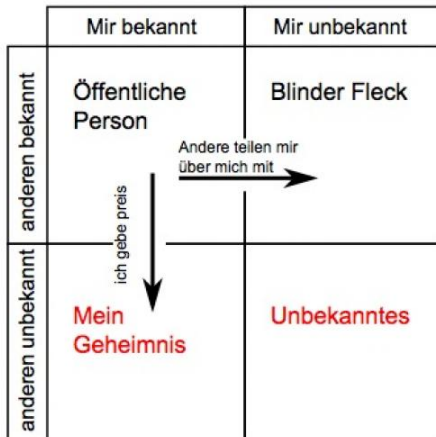 Mir bekannt
Mir unbekannt
anderen bekannt
Öffentliche
Person
Blinder Fleck
Andere teilen mir
über mich mit
ich gebe preis
anderen unbekannt
Mein
Geheimnis
Unbekanntes